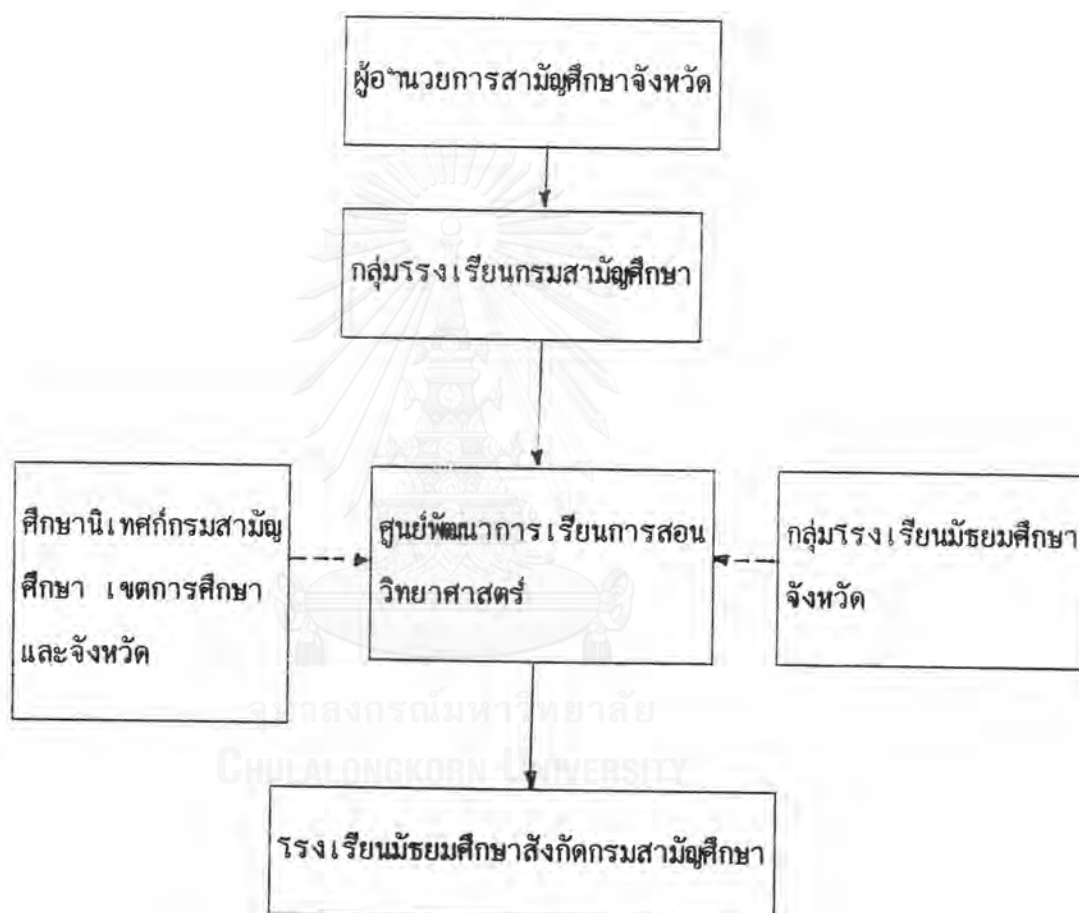 ผู้อำนวยการสามัญศึกษาจังหวัด
กลุ่มโรงเรียนกรมสามัญศึกษา
ศึกษานิเทศก์กรมสามัญ
ศึกษา เขตการศึกษา
และจังหวัด
ศูนย์พัฒนาการเรียนการสอน
วิทยาศาสตร์
กลุ่มโรงเรียนมัธยมศึกษา
จังหวัด
จุฬาลงกรณ์มหาวิทยาลัย
CHULALONGKORN UNIVERSITY
โรงเรียนมัธยมศึกษาสังกัดกรมสามัญศึกษา